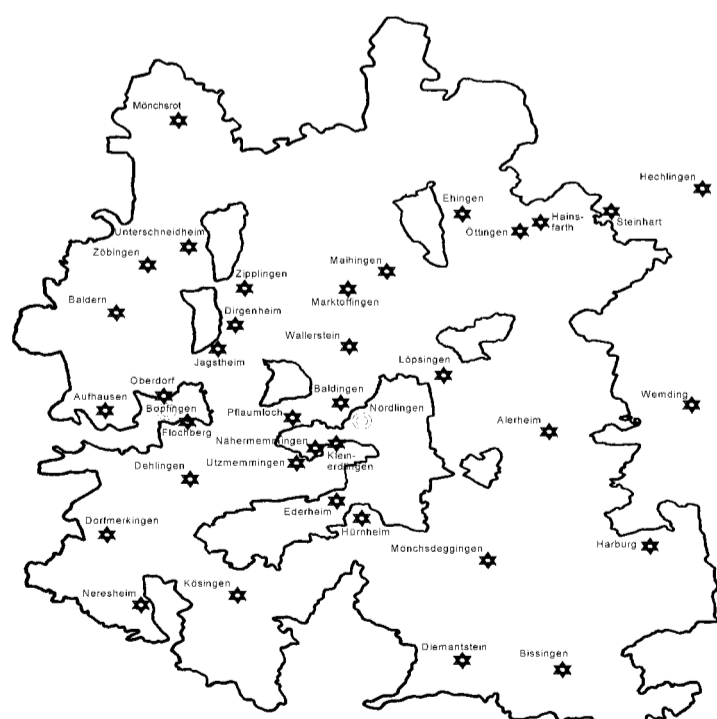 Mönchsrot
Hechlingen
Ehingen
Hains-
farth
Steinhart
Öttingen
Unterschneidheim
Zöbingen
Maihingen
Zipplingen
Marktoffingen
Baldern
Dirgenheim
Wallerstein
Jagstheim
Löpsingen
Oberdorf
Baldingen
Wemding
Aufhausen
Bopfingen
Pflaumloch
Nördlingen
Flochberg
Alerheim
Nähermemmingen
Klein-
erdlingen
Utzmemmingen
Dehlingen
Ederheim
Dorfmerkingen
Hürnheim
Harburg
Mönchsdeggingen
Kösingen
Neresheim
Diemantstein
Bissingen